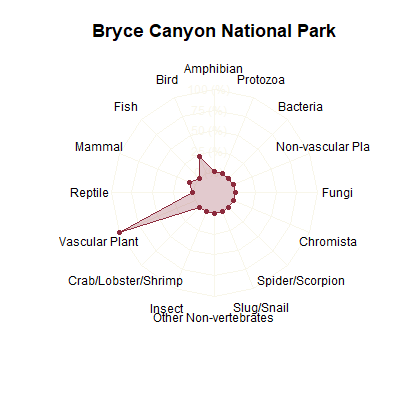 Bryce Canyon National Park
Amphibian
Bird
Protozoa
100 (%)
Fish
Bacteria
Mammal
Non-vascular Pla
Reptile
Fungi
Vascular Plant
Chromista
Crab/Lobster/Shrimp
Spider/Scorpion
Insect
Slug/Snail
Other Non-vertebrates